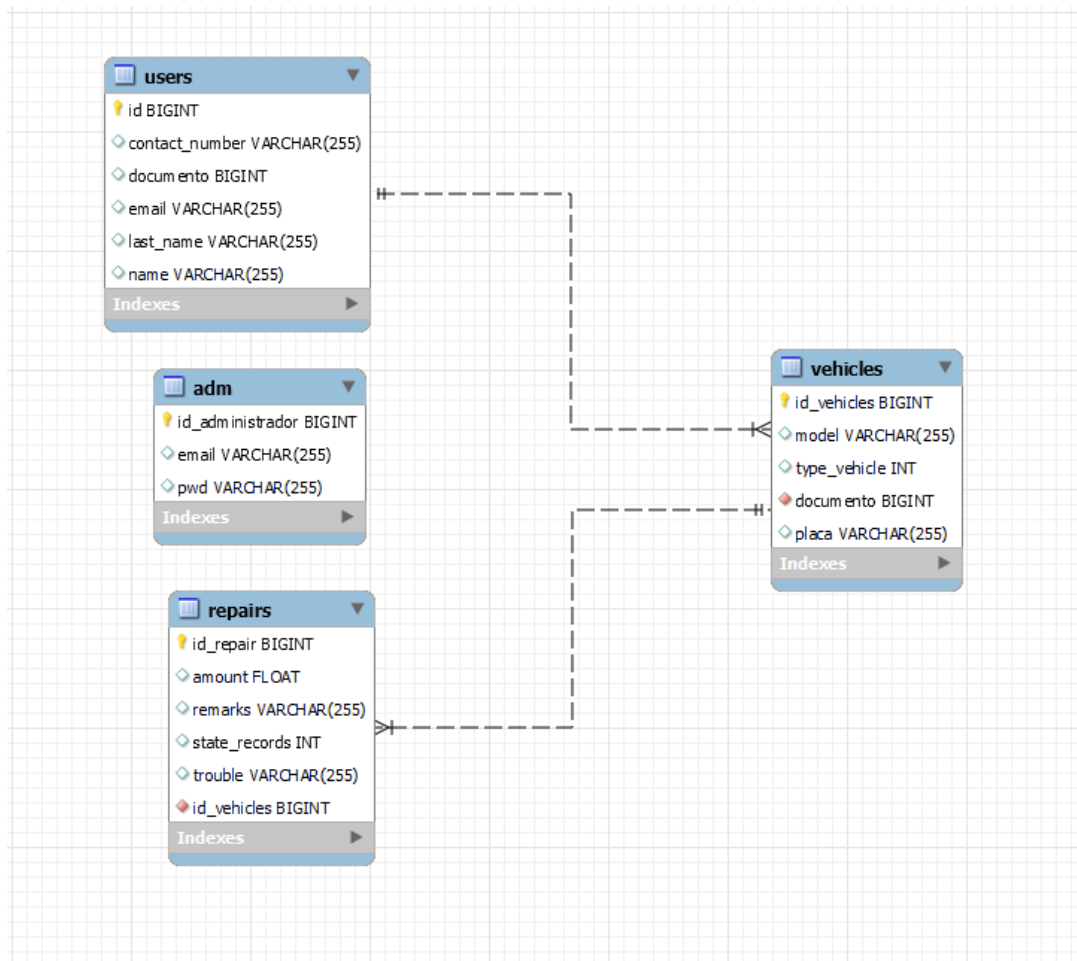 users
id BIGINT
contact_number VARCHAR(255)
documento BIGINT
email VARCHAR(255)
last_name VARCHAR(255)
name VARCHAR(255)
Indexes
adm
id_administrador BIGINT
email VARCHAR(255)
pwd VARCHAR(255)
Indexes
repairs
id_repair BIGINT
amount FLOAT
remarks VARCHAR(255)
state_records INT
trouble VARCHAR(255)
id_vehicles BIGINT
Indexes
vehicles
id_vehicles BIGINT
model VARCHAR(255)
type_vehicle INT
documento BIGINT
placa VARCHAR(255)
Indexes